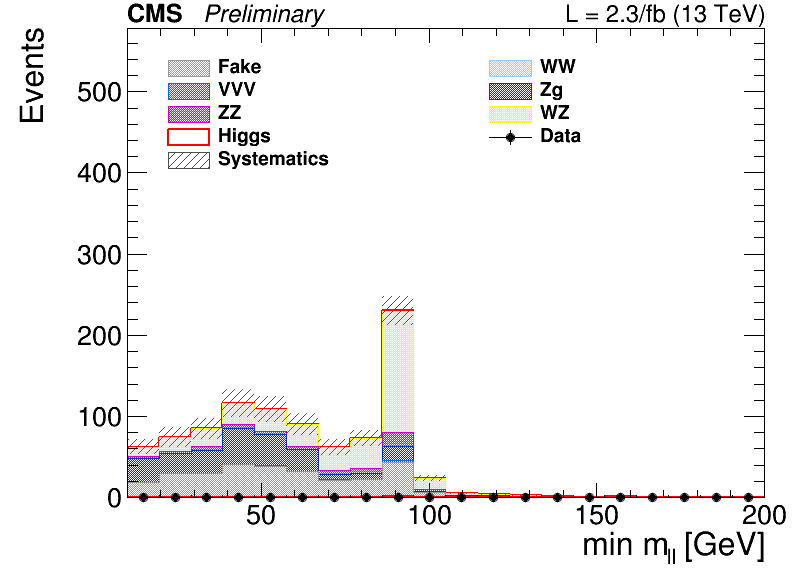 CMS Preliminary L = 2.3/fb (13 TeV)
Events
500
400
300
200
100
0
Fake
VVV
ZZ
Higgs
Systematics
WW
Zg
WZ
Data
50 100 150 200
min m_ll [GeV]